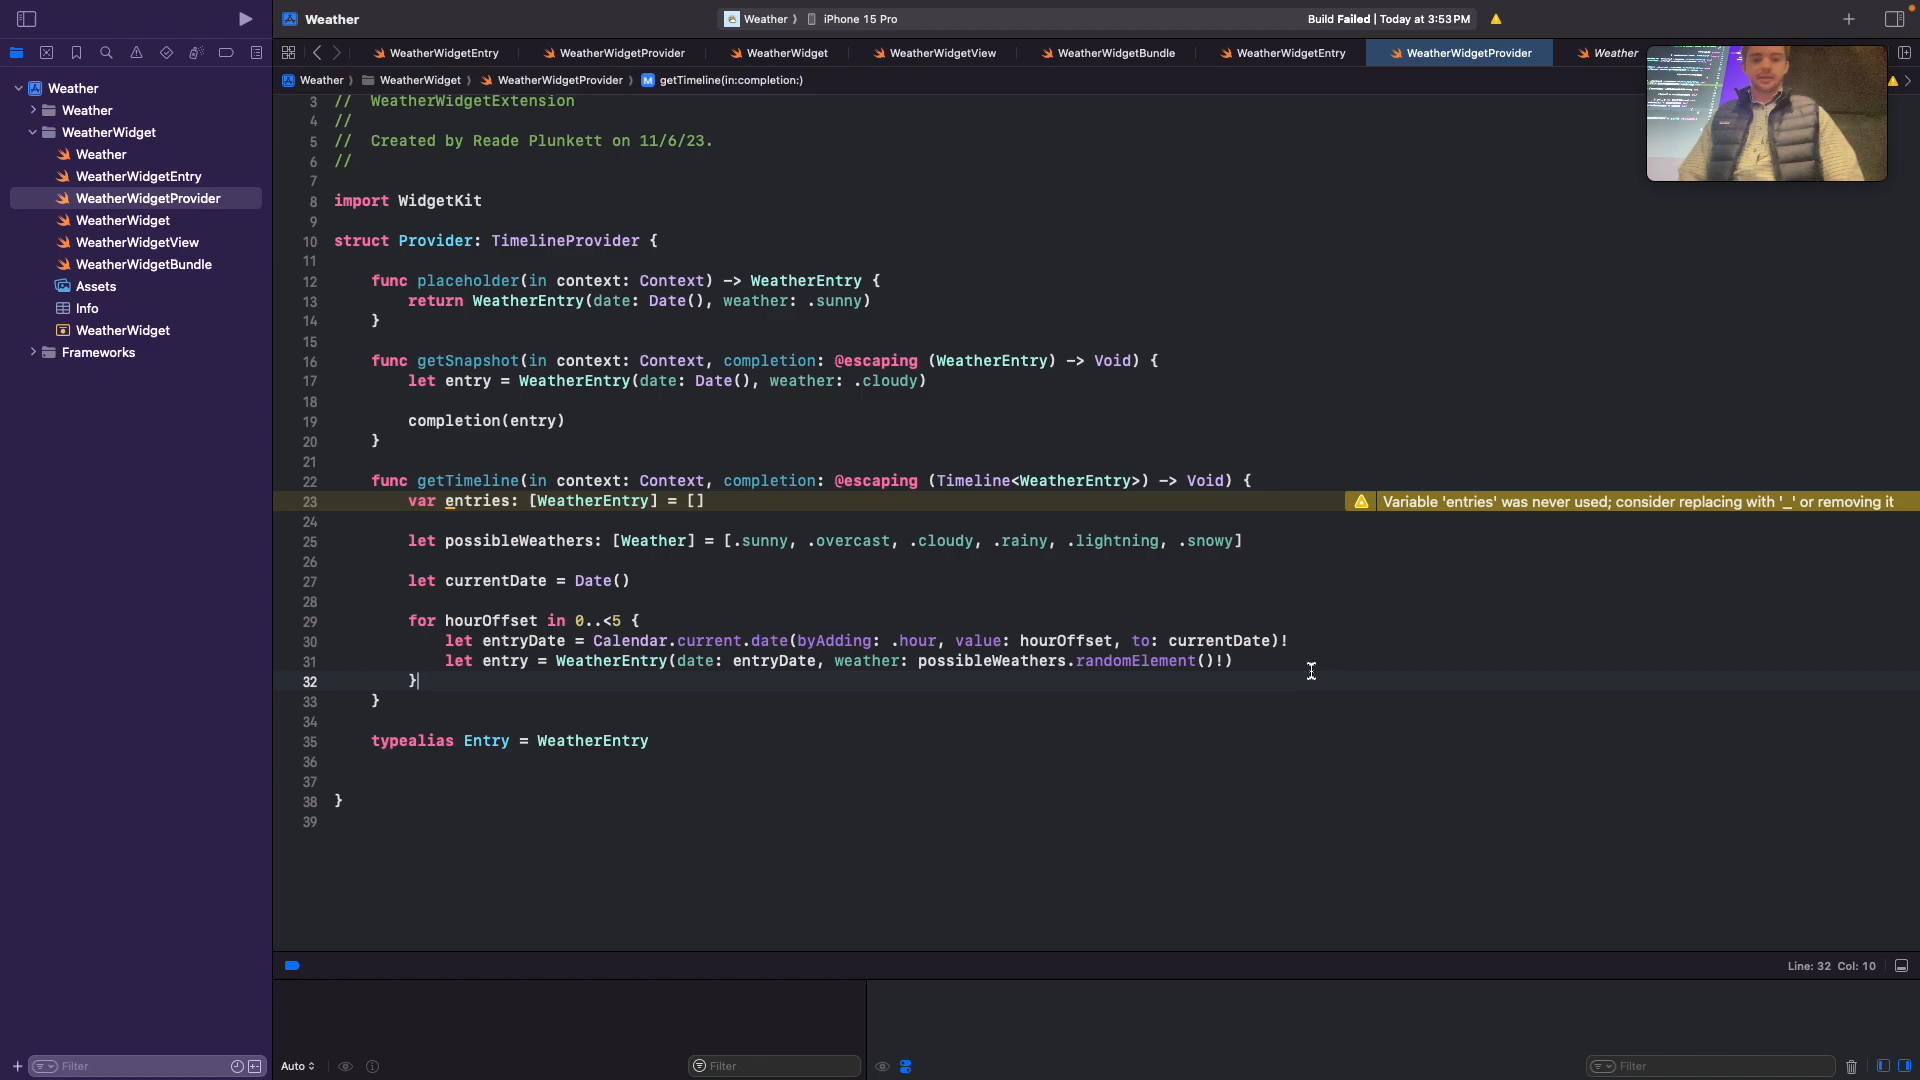 Weather
Weather ⟩ iPhone 15 Pro
Build Failed | Today at 3:53 PM
WeatherWidgetEntry
WeatherWidgetProvider
WeatherWidget
WeatherWidgetView
WeatherWidgetBundle
WeatherWidgetEntry
WeatherWidgetProvider
Weather
Weather ⟩ WeatherWidget ⟩ WeatherWidgetProvider ⟩ M getTimeline(in:completion:)
Weather
Weather
WeatherWidget
Weather
WeatherWidgetEntry
WeatherWidgetProvider
WeatherWidget
WeatherWidgetView
WeatherWidgetBundle
Assets
Info
WeatherWidget
Frameworks
3 //  WeatherWidgetExtension
4 //
5 //  Created by Reade Plunkett on 11/6/23.
6 //
7
8 import WidgetKit
9
10 struct Provider: TimelineProvider {
11
12     func placeholder(in context: Context) -> WeatherEntry {
13         return WeatherEntry(date: Date(), weather: .sunny)
14     }
15
16     func getSnapshot(in context: Context, completion: @escaping (WeatherEntry) -> Void) {
17         let entry = WeatherEntry(date: Date(), weather: .cloudy)
18
19         completion(entry)
20     }
21
22     func getTimeline(in context: Context, completion: @escaping (Timeline<WeatherEntry>) -> Void) {
23         var entries: [WeatherEntry] = []
Variable 'entries' was never used; consider replacing with '_' or removing it
24
25         let possibleWeathers: [Weather] = [.sunny, .overcast, .cloudy, .rainy, .lightning, .snowy]
26
27         let currentDate = Date()
28
29         for hourOffset in 0..<5 {
30             let entryDate = Calendar.current.date(byAdding: .hour, value: hourOffset, to: currentDate)!
31             let entry = WeatherEntry(date: entryDate, weather: possibleWeathers.randomElement()!)
32         }
33     }
34
35     typealias Entry = WeatherEntry
36
37
38 }
39
Line: 32 Col: 10
Filter
Auto
Filter
Filter